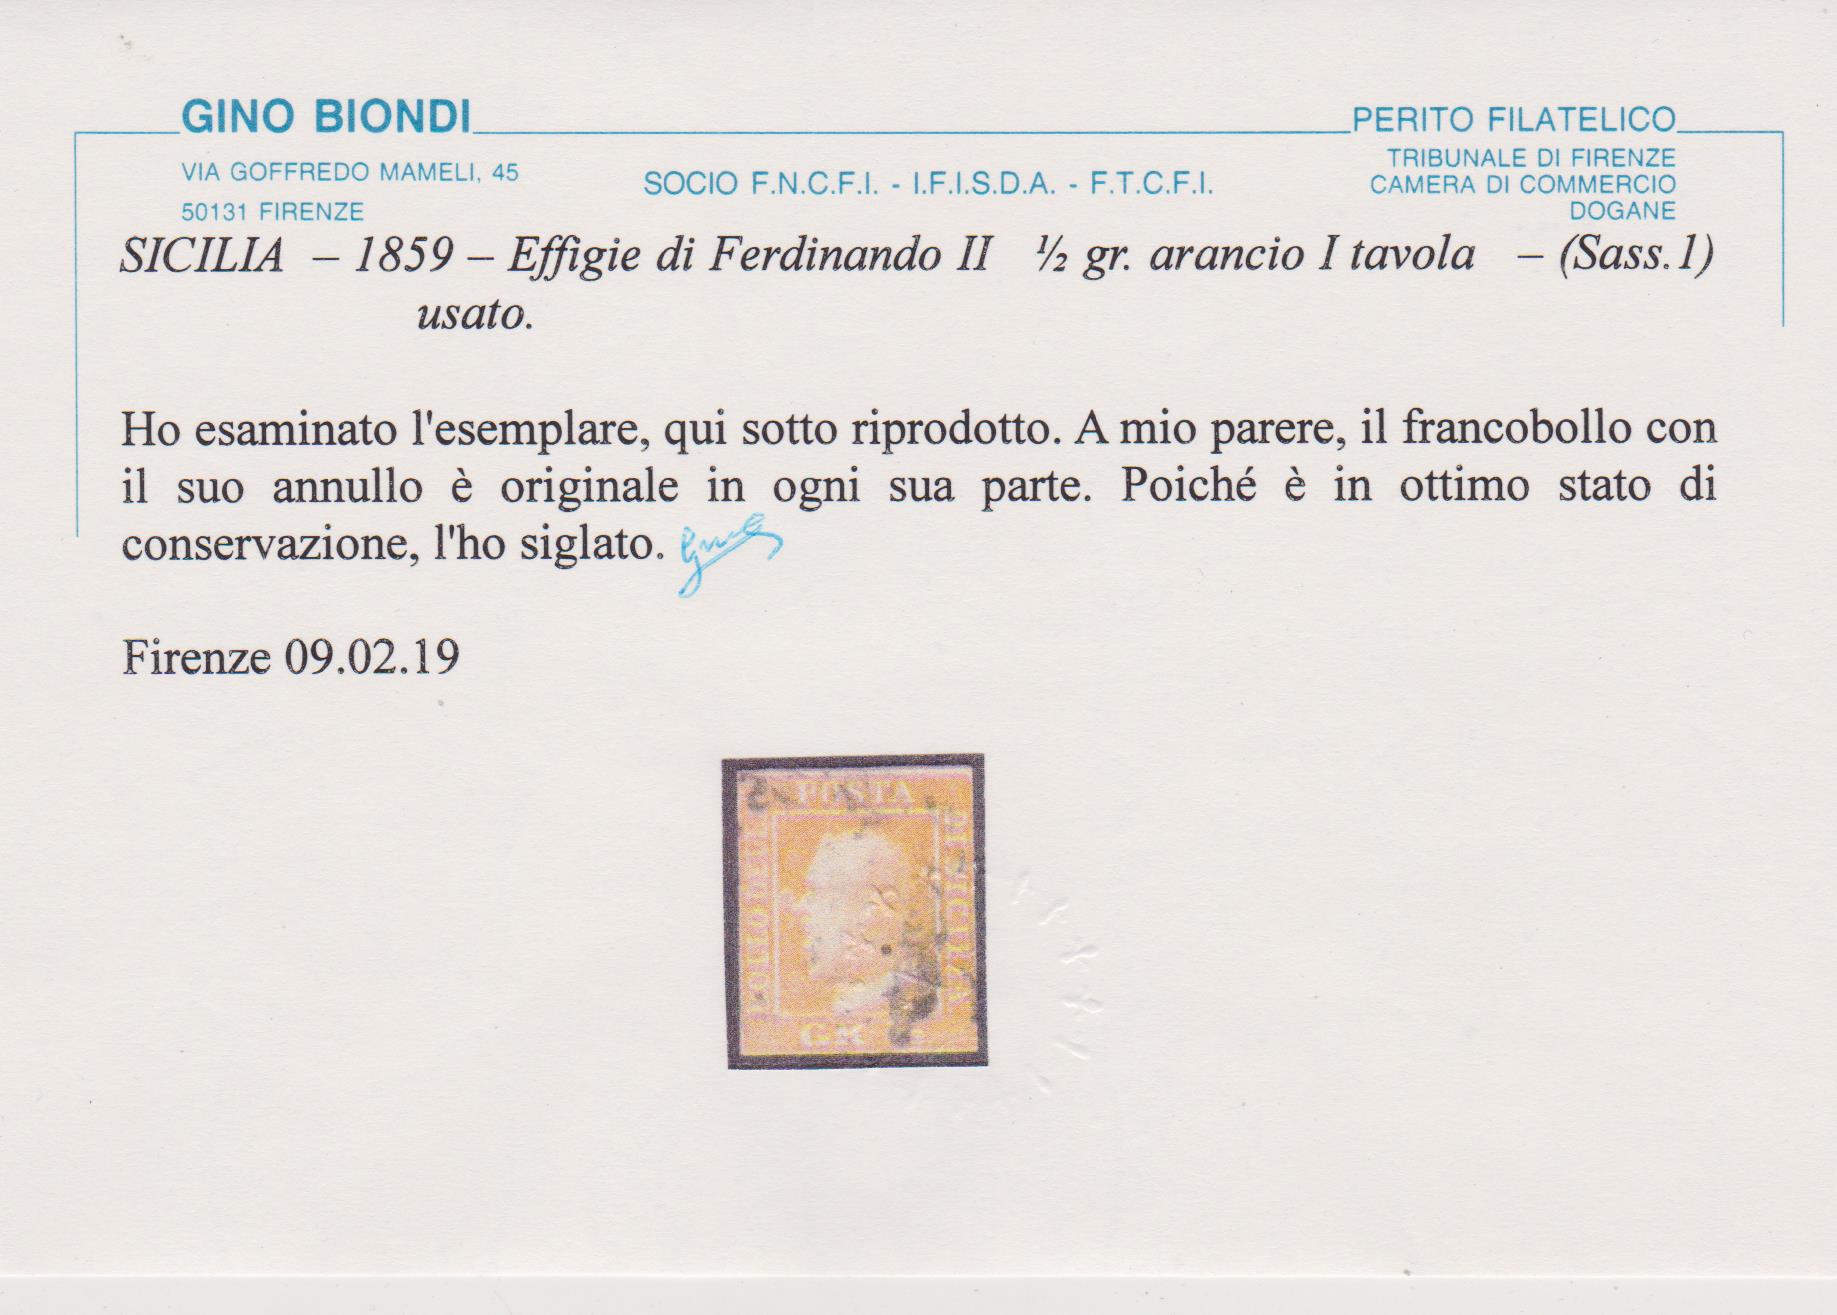 GINO BIONDI
PERITO FILATELICO
VIA GOFFREDO MAMELI, 45
50131 FIRENZE
SOCIO F.N.C.F.I. - I.F.I.S.D.A. - F.T.C.F.I.
TRIBUNALE DI FIRENZE
CAMERA DI COMMERCIO
DOGANE
SICILIA – 1859 – Effigie di Ferdinando II ½ gr. arancio I tavola – (Sass.1)
usato.
Ho esaminato l'esemplare, qui sotto riprodotto. A mio parere, il francobollo con
il suo annullo è originale in ogni sua parte. Poiché è in ottimo stato di
conservazione, l'ho siglato.
Firenze 09.02.19
POSTA
BOLLO DELLA
DI SICILIA